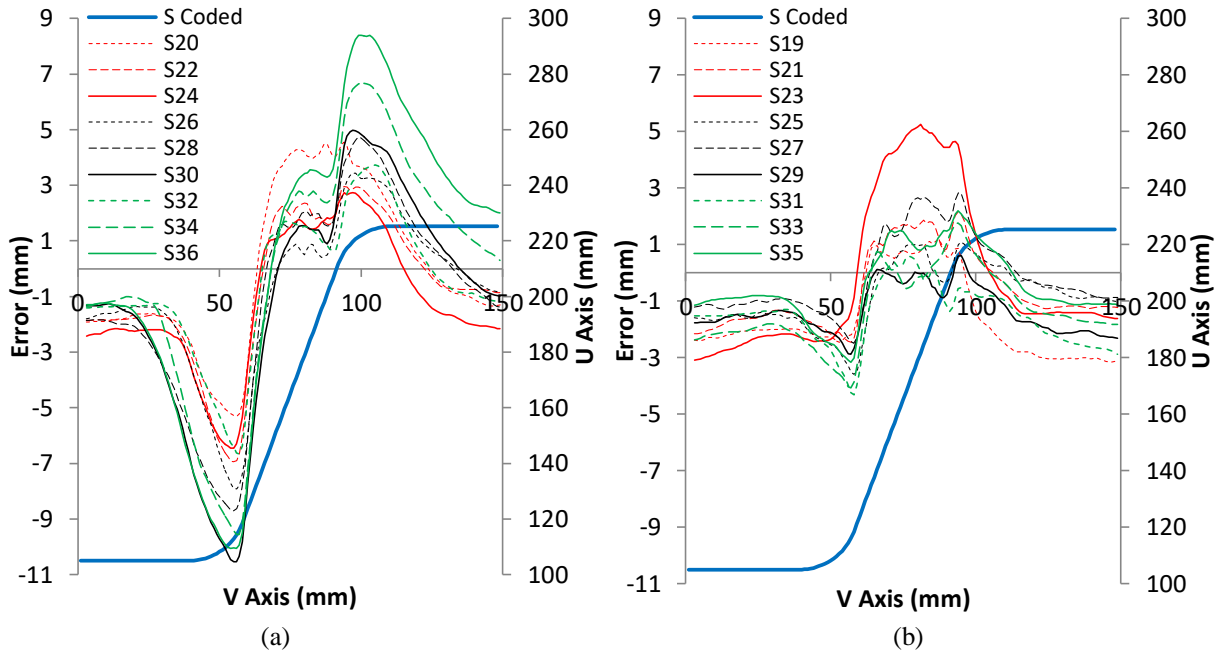 9
7
5
3
1
-1
-3
-5
-7
-9
-11
Error (mm)
S Coded
S20
S22
S24
S26
S28
S30
S32
S34
S36
0
50
100
150
300
280
260
240
220
200
180
160
140
120
100
U Axis (mm)
V Axis (mm)
(a)
9
7
5
3
1
-1
-3
-5
-7
-9
-11
Error (mm)
S Coded
S19
S21
S23
S25
S27
S29
S31
S33
S35
0
50
100
150
300
280
260
240
220
200
180
160
140
120
100
U Axis (mm)
V Axis (mm)
(b)